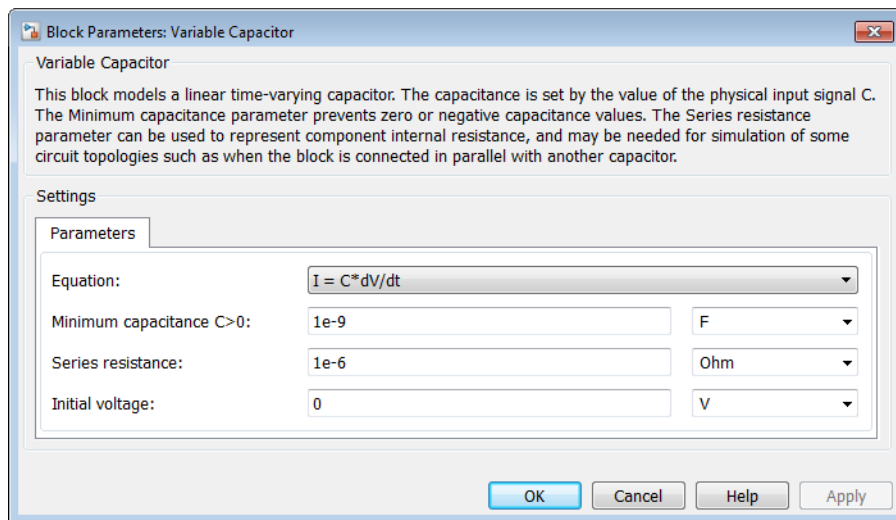 Block Parameters: Variable Capacitor
Variable Capacitor
This block models a linear time-varying capacitor. The capacitance is set by the value of the physical input signal C.
The Minimum capacitance parameter prevents zero or negative capacitance values. The Series resistance
parameter can be used to represent component internal resistance, and may be needed for simulation of some
circuit topologies such as when the block is connected in parallel with another capacitor.
Settings
Parameters
Equation: I = C*dV/dt
Minimum capacitance C>0: 1e-9 F
Series resistance: 1e-6 Ohm
Initial voltage: 0 V
OK Cancel Help Apply